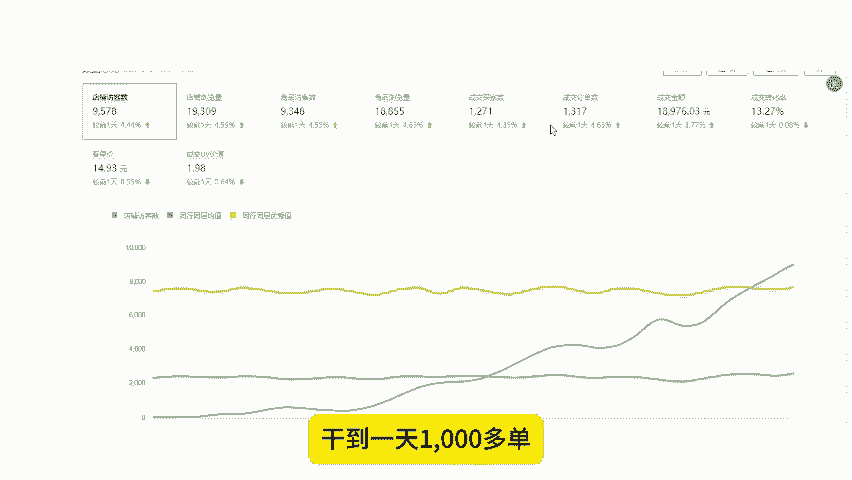 店铺访客数 店铺浏览量 商品访客数 商品浏览量 成交买家数 成交订单数 成交金额 成交转化率
9,578 19,309 9,348 18,855 1,271 1,317 18,976.03 元 13.27%
较前1天 4.44% 较前1天 4.59% 较前1天 4.55% 较前1天 4.65% 较前1天 4.35% 较前1天 4.68% 较前1天 3.77% 较前1天 0.08%
客单价 成交UV价值
14.93 元 1.98
较前1天 0.55% 较前1天 0.64%
店铺访客数 同行同层均值 同行同层优秀值
10,000
8,000
6,000
4,000
2,000
0
干到一天1,000多单